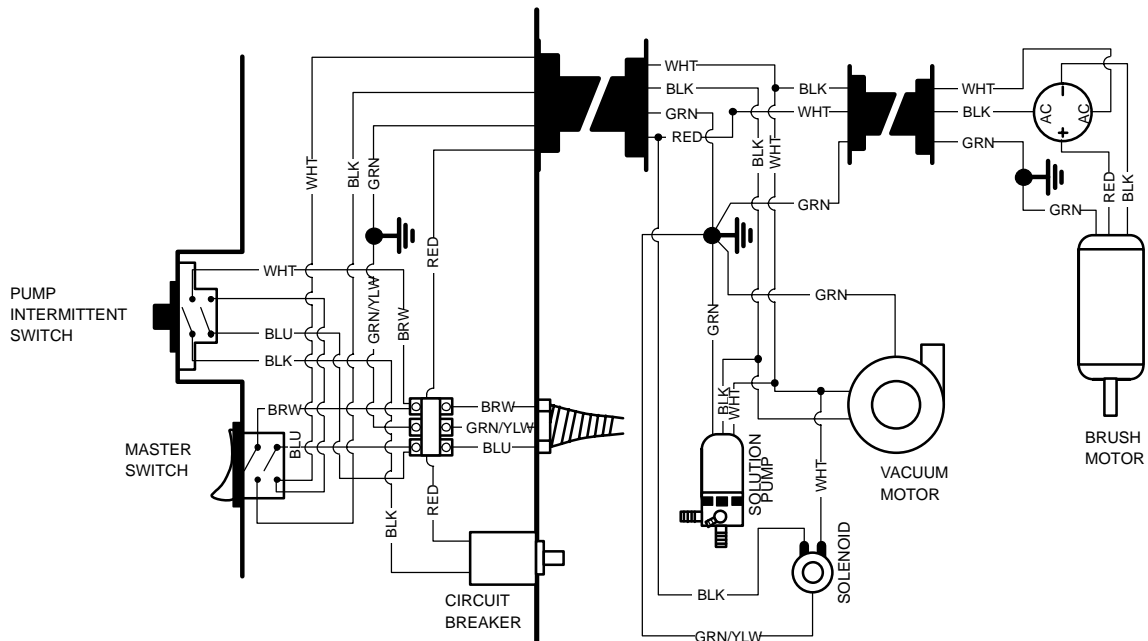 WHT
BLK
GRN
RED
WHT
BLK
WHT
BLK
WHT
BLK
GRN
AC
AC
RED
BLK
GRN
GRN
WHT
BLK
GRN
RED
GRN/YLW
BRW
WHT
BLU
BLK
PUMP
INTERMITTENT
SWITCH
BRW
BLU
MASTER
SWITCH
BRW
GRN/YLW
BLU
RED
BLK
CIRCUIT
BREAKER
GRN
GRN
BLK
WHT
SOLUTION
PUMP
VACUUM
MOTOR
WHT
SOLENOID
BLK
GRN/YLW
BRUSH
MOTOR